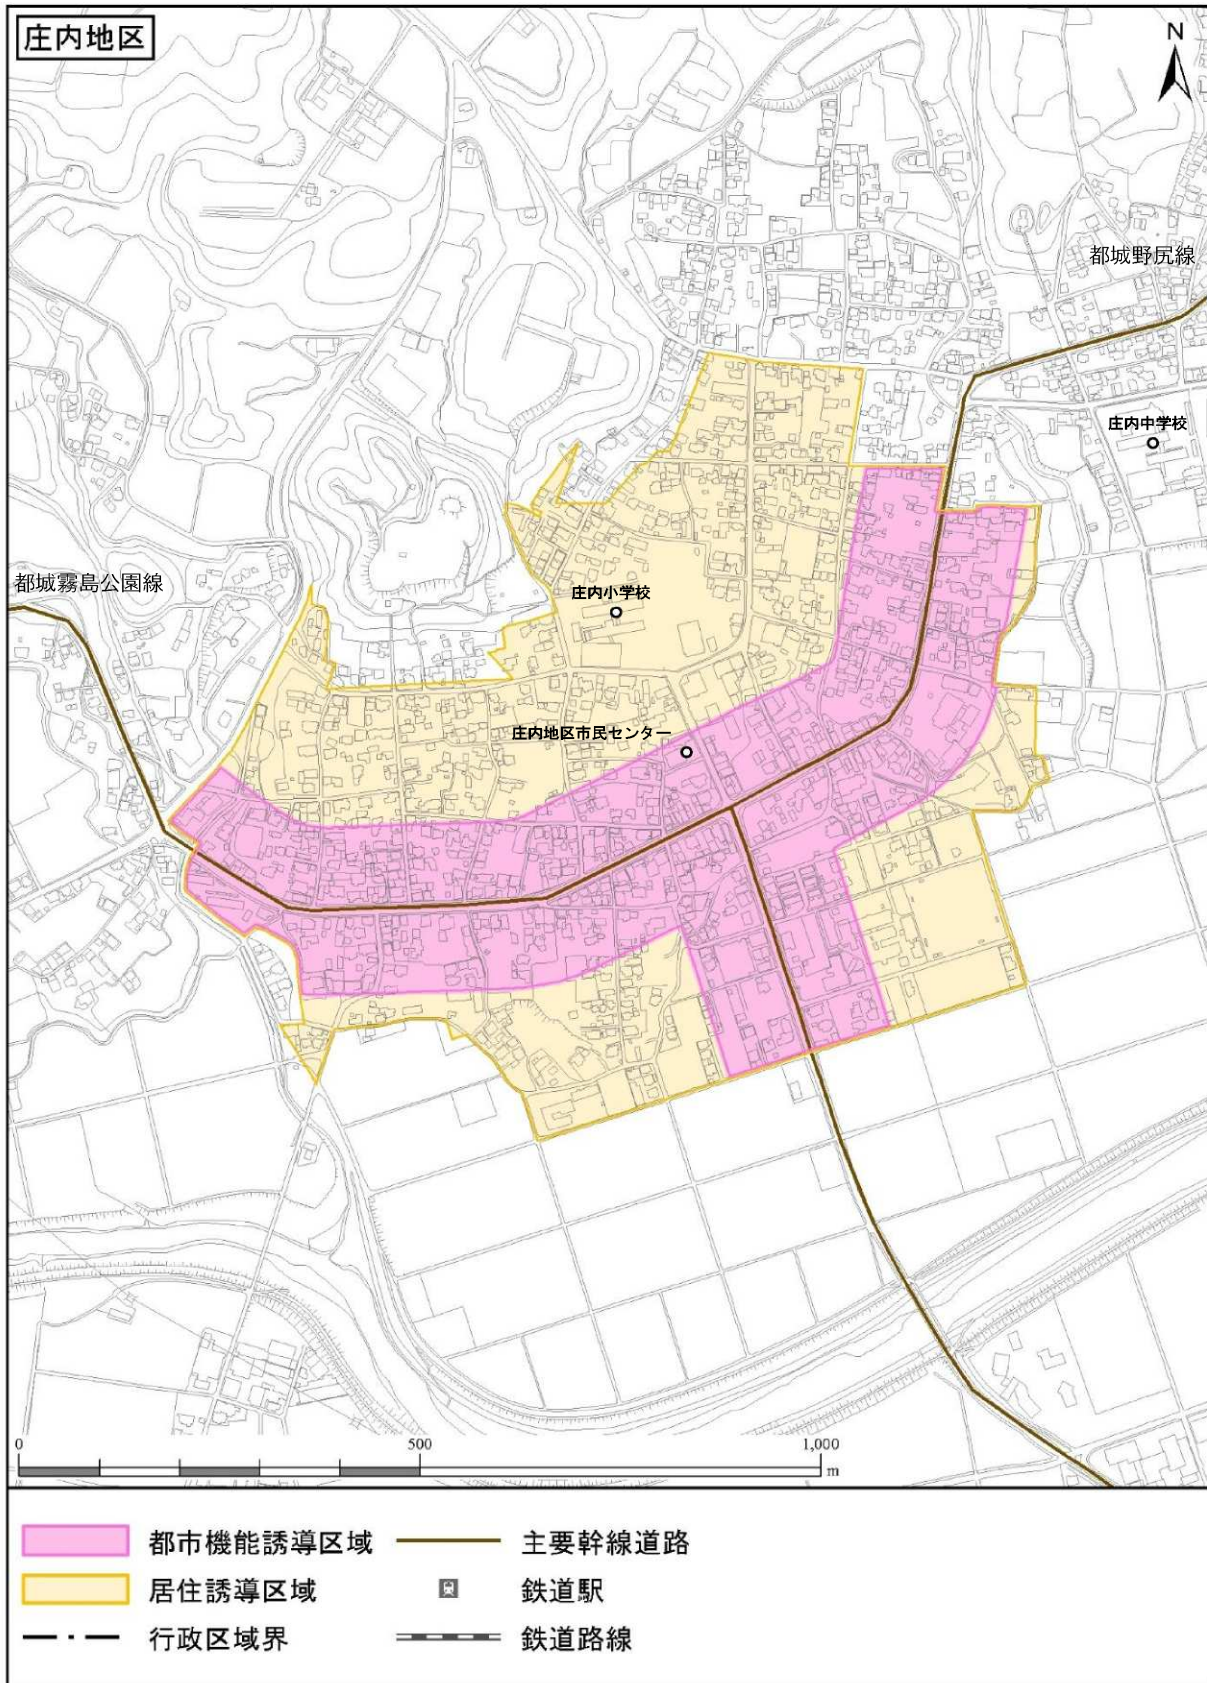 庄内地区
N
都城野尻線
庄内中学校
都城霧島公園線
庄内小学校
庄内地区市民センター
0 500 1,000
m
都市機能誘導区域 主要幹線道路
居住誘導区域 鉄道駅
行政区域界 鉄道路線